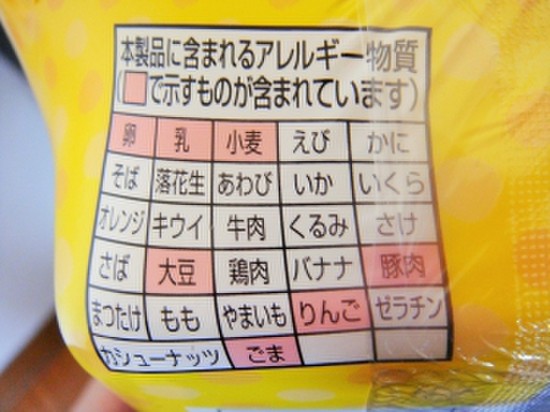 本製品に含まれるアレルギー物質
(□で示すものが含まれています)
卵 乳 小麦 えび かに
そば 落花生 あわび いか いくら
オレンジ キウイ 牛肉 くるみ さけ
さば 大豆 鶏肉 バナナ 豚肉
まつたけ もも やまいも りんご ゼラチン
カシューナッツ ごま